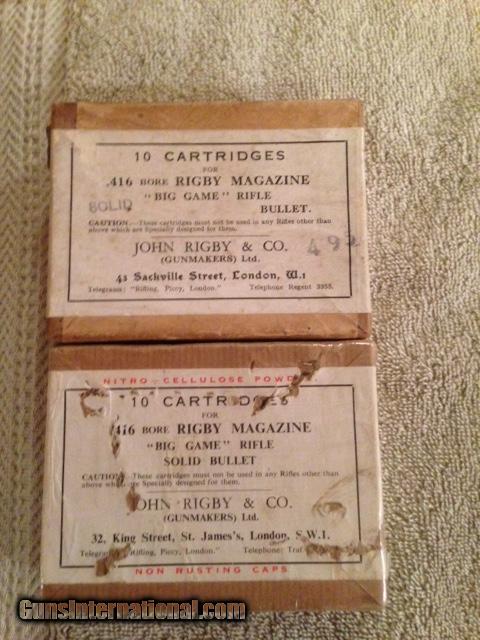 10 CARTRIDGES
FOR
.416 BORE RIGBY MAGAZINE
"BIG GAME" RIFLE
SOLID BULLET.
CAUTION.—These cartridges must not be used in any Rifles other than
above which are Specially designed for them.
JOHN RIGBY & CO.
(GUNMAKERS) Ltd.
43 Sackville Street, London, W.1
Telegrams: "Rifling, Piccy, London." Telephone Regent 3355.
NITRO-CELLULOSE
10 CARTRIDGES
FOR
.416 BORE RIGBY MAGAZINE
"BIG GAME" RIFLE
SOLID BULLET
CAUTION These cartridges must not be used in any Rifles other than
above which are Specially designed for them.
JOHN RIGBY & CO.
(GUNMAKERS) Ltd.
32, King Street, St. James's, London, S.W.1.
"Rifling, Piccy, London." Telephone:
NON RUSTING CAPS
GunsInternational.com